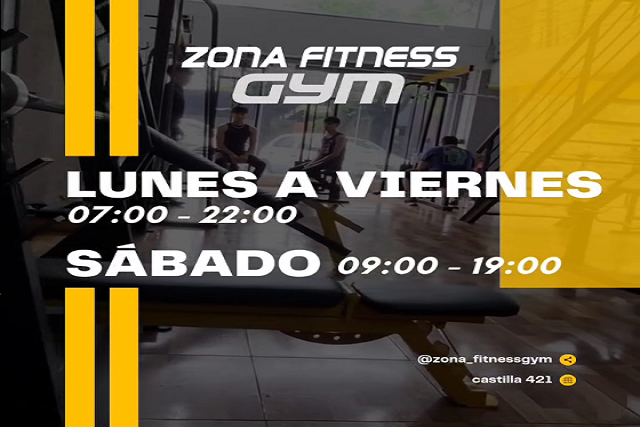 ZONA FITNESS
GYM
LUNES A VIERNES
07:00 - 22:00
SÁBADO 09:00 - 19:00
@zona_fitnessgym
castilla 421